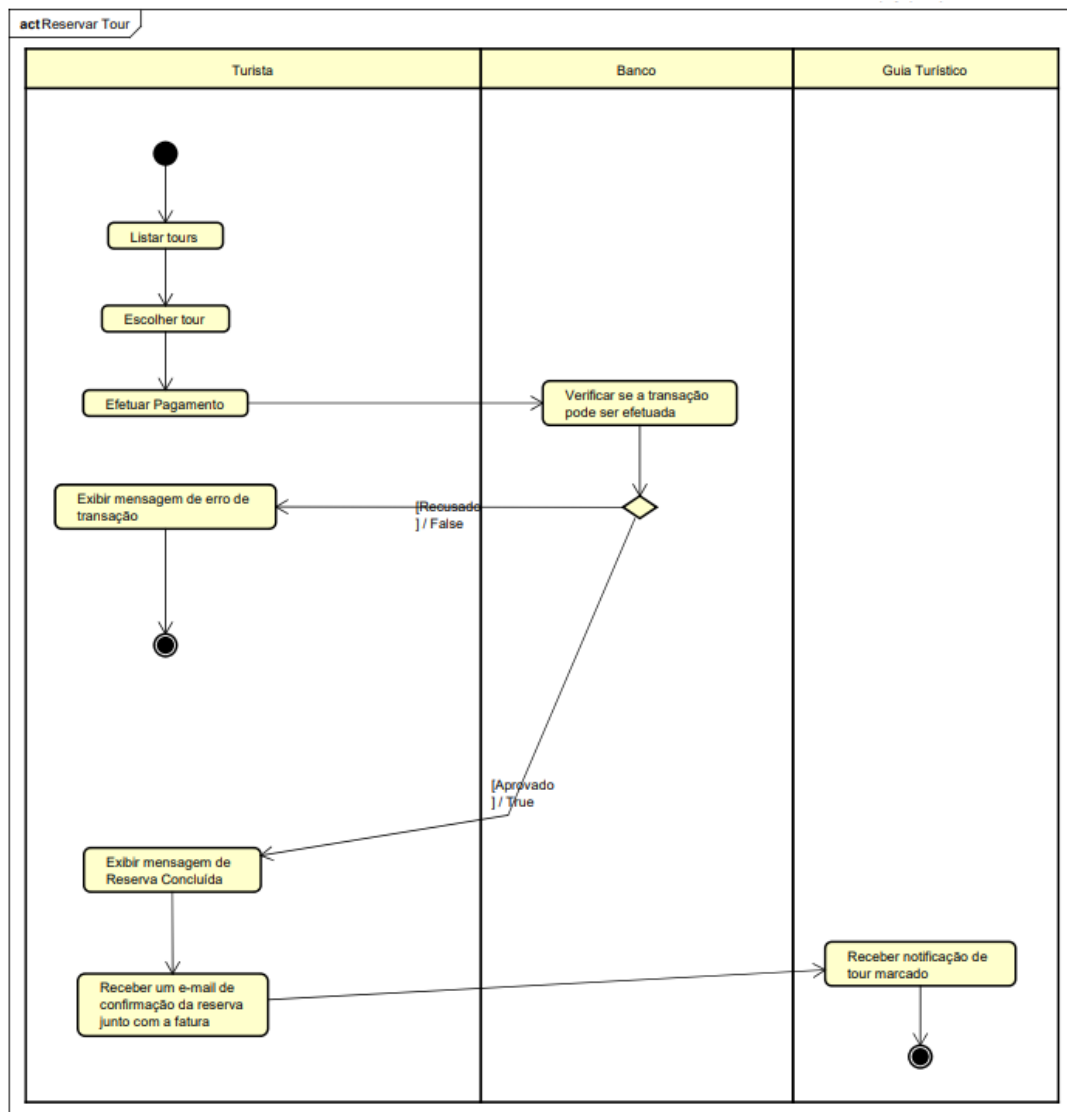 act Reservar Tour
Turista
Banco
Guia Turístico
Listar tours
Escolher tour
Efetuar Pagamento
Verificar se a transação
pode ser efetuada
Exibir mensagem de erro de
transação
[Recusado
] / False
[Aprovado
] / True
Exibir mensagem de
Reserva Concluída
Receber um e-mail de
confirmação da reserva
junto com a fatura
Receber notificação de
tour marcado